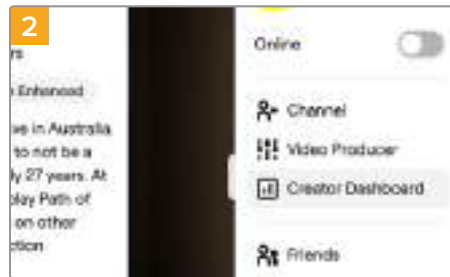 2
rs
Enhanced
ve in Australia
to not be a
ly 27 years. At
play Path of
on other
ction
Online
Channel
Video Producer
Creator Dashboard
Friends